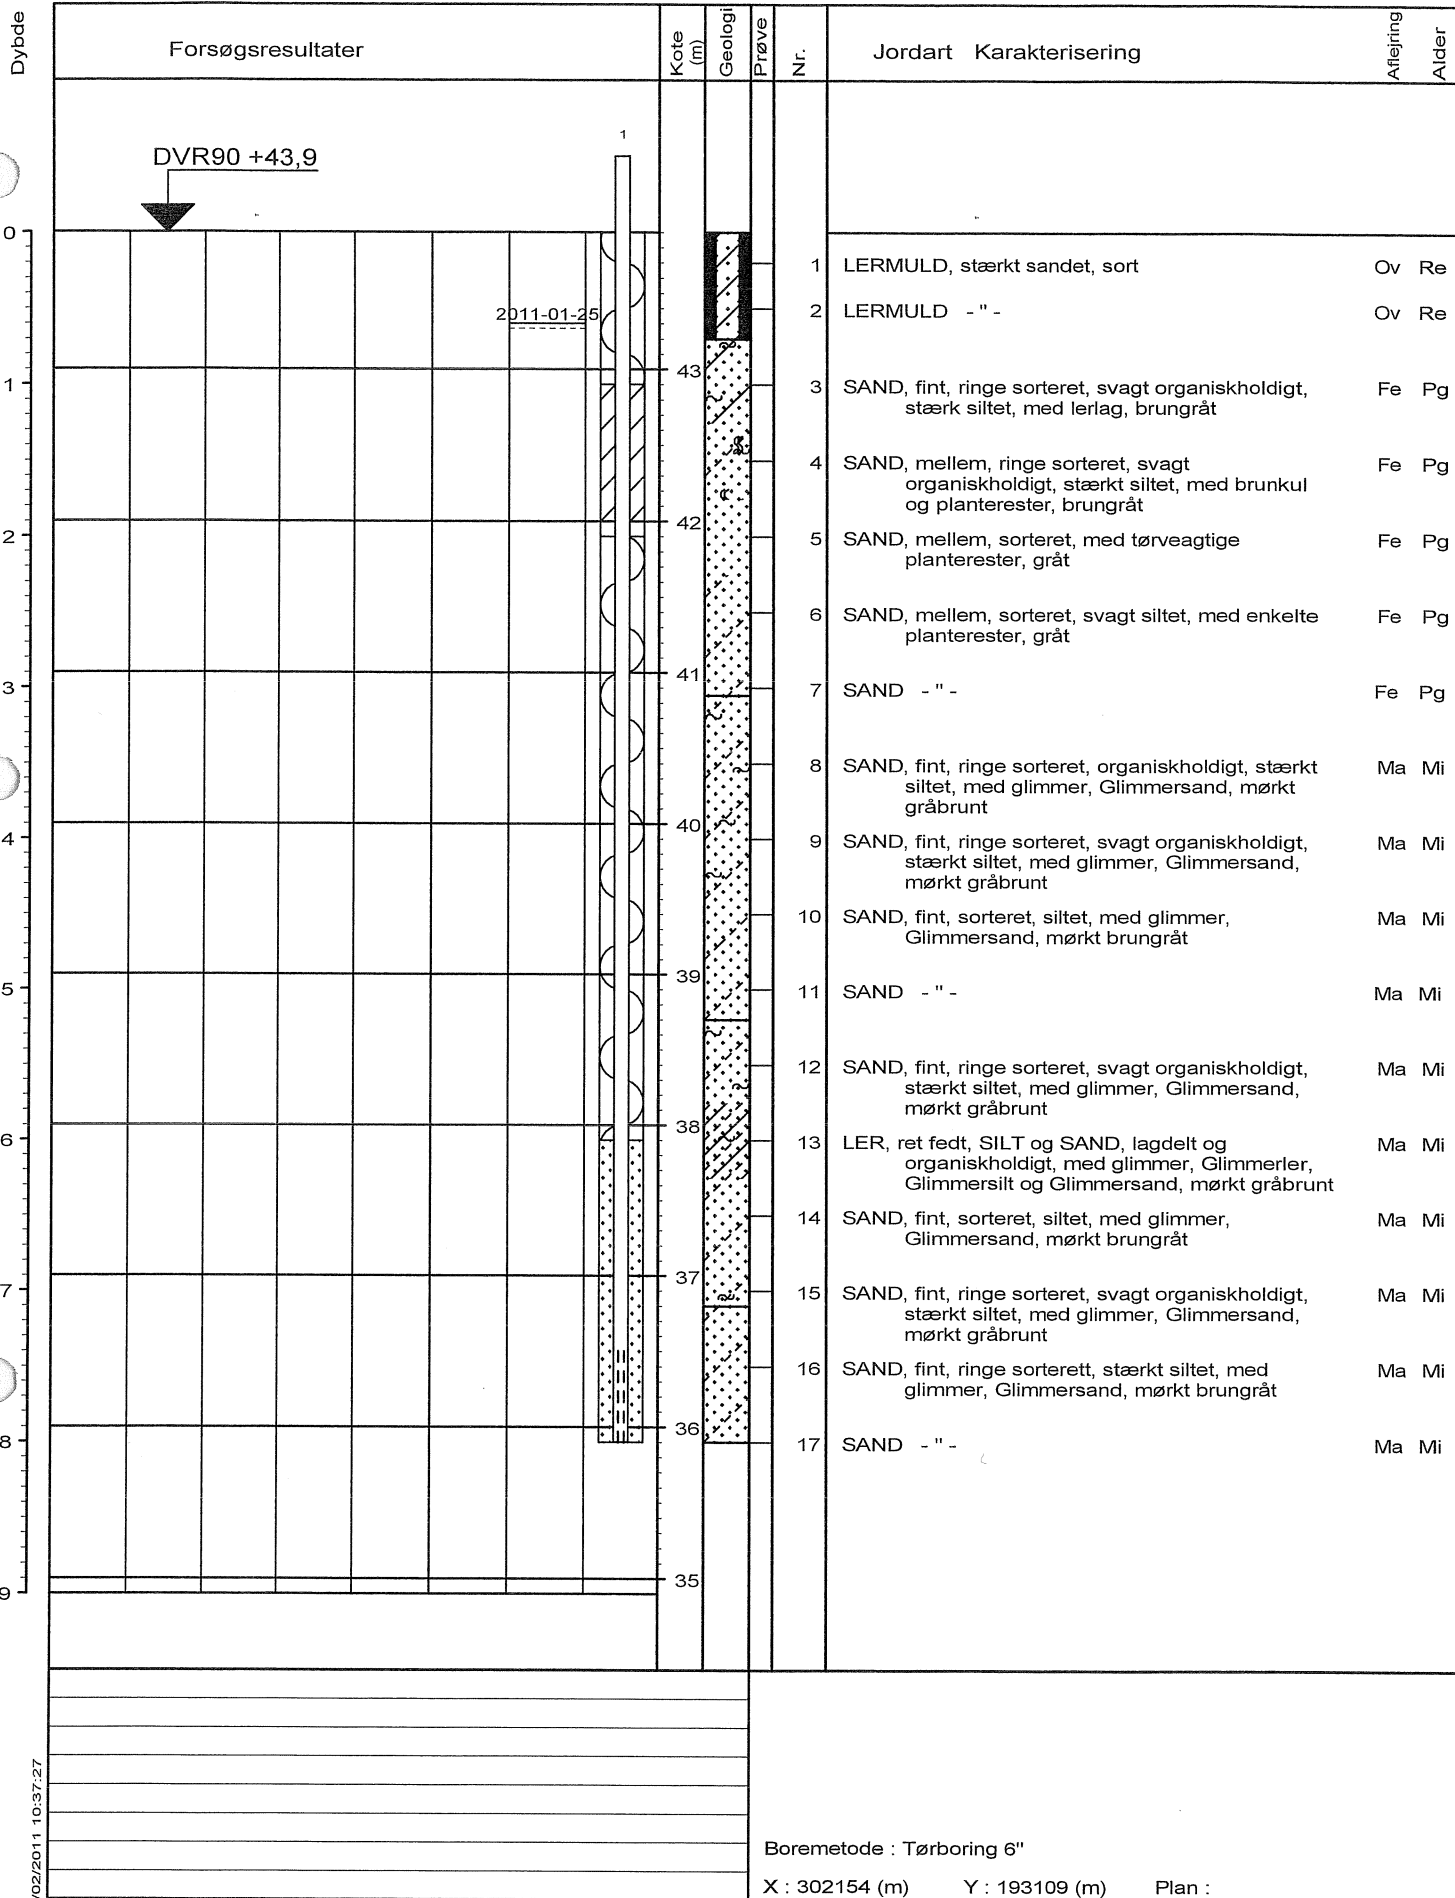 Dybde
Forsøgsresultater
Kote (m)
Geologi
Prøve
Nr.
Jordart Karakterisering
Aflejring
Alder
1
DVR90 +43,9
0
1 LERMULD, stærkt sandet, sort Ov Re
2011-01-25
2 LERMULD - " - Ov Re
43
1
3 SAND, fint, ringe sorteret, svagt organiskholdigt, Fe Pg
stærk siltet, med lerlag, brungråt
4 SAND, mellem, ringe sorteret, svagt Fe Pg
organiskholdigt, stærkt siltet, med brunkul
og planterester, brungråt
42
2
5 SAND, mellem, sorteret, med tørveagtige Fe Pg
planterester, gråt
6 SAND, mellem, sorteret, svagt siltet, med enkelte Fe Pg
planterester, gråt
41
3
7 SAND - " - Fe Pg
8 SAND, fint, ringe sorteret, organiskholdigt, stærkt Ma Mi
siltet, med glimmer, Glimmersand, mørkt
gråbrunt
40
4
9 SAND, fint, ringe sorteret, svagt organiskholdigt, Ma Mi
stærkt siltet, med glimmer, Glimmersand,
mørkt gråbrunt
10 SAND, fint, sorteret, siltet, med glimmer, Ma Mi
Glimmersand, mørkt brungråt
39
5
11 SAND - " - Ma Mi
12 SAND, fint, ringe sorteret, svagt organiskholdigt, Ma Mi
stærkt siltet, med glimmer, Glimmersand,
mørkt gråbrunt
38
6
13 LER, ret fedt, SILT og SAND, lagdelt og Ma Mi
organiskholdigt, med glimmer, Glimmerler,
Glimmersilt og Glimmersand, mørkt gråbrunt
14 SAND, fint, sorteret, siltet, med glimmer, Ma Mi
Glimmersand, mørkt brungråt
37
7
15 SAND, fint, ringe sorteret, svagt organiskholdigt, Ma Mi
stærkt siltet, med glimmer, Glimmersand,
mørkt gråbrunt
16 SAND, fint, ringe sorterett, stærkt siltet, med Ma Mi
glimmer, Glimmersand, mørkt brungråt
36
8
17 SAND - " - Ma Mi
35
9
/02/2011 10:37:27
Boremetode : Tørboring 6"
X : 302154 (m) Y : 193109 (m) Plan :